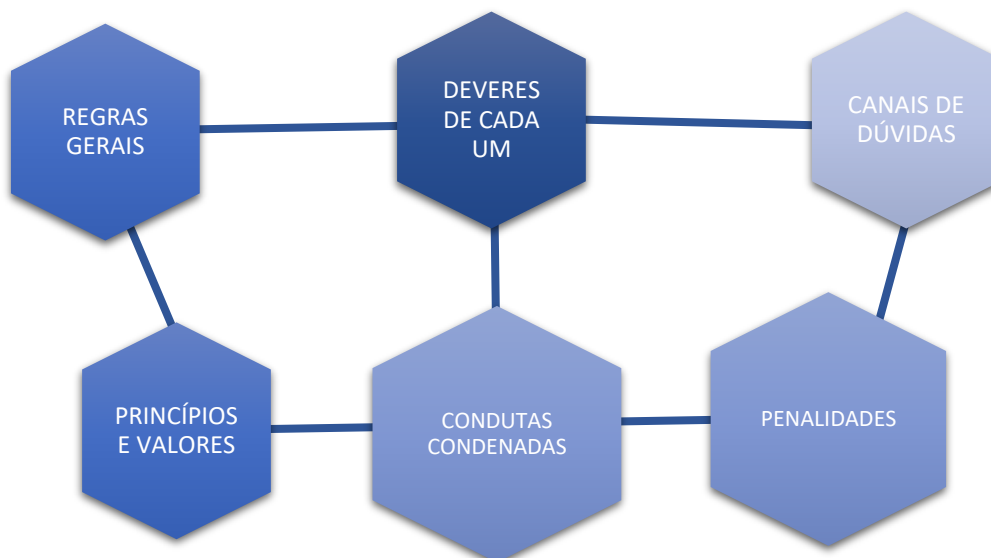 REGRAS
GERAIS
DEVERES
DE CADA
UM
CANAIS DE
DÚVIDAS
PRINCÍPIOS
E VALORES
CONDUTAS
CONDENADAS
PENALIDADES